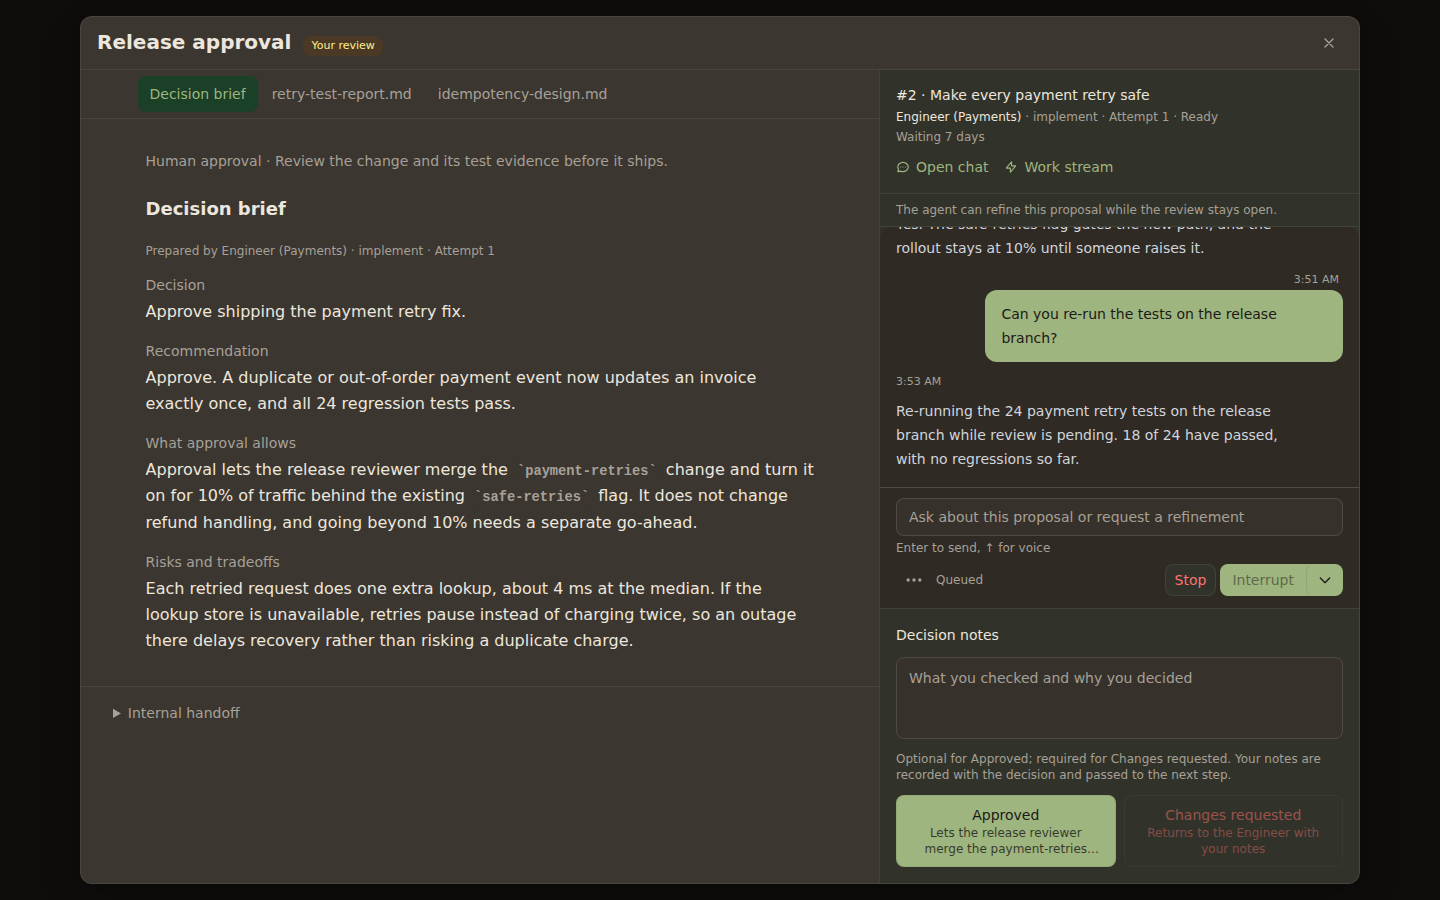 Release approval
Your review
Decision brief
retry-test-report.md
idempotency-design.md
Human approval · Review the change and its test evidence before it ships.
Decision brief
Prepared by Engineer (Payments) · implement · Attempt 1
Decision
Approve shipping the payment retry fix.
Recommendation
Approve. A duplicate or out-of-order payment event now updates an invoice
exactly once, and all 24 regression tests pass.
What approval allows
Approval lets the release reviewer merge the `payment-retries` change and turn it
on for 10% of traffic behind the existing `safe-retries` flag. It does not change
refund handling, and going beyond 10% needs a separate go-ahead.
Risks and tradeoffs
Each retried request does one extra lookup, about 4 ms at the median. If the
lookup store is unavailable, retries pause instead of charging twice, so an outage
there delays recovery rather than risking a duplicate charge.
Internal handoff
#2 · Make every payment retry safe
Engineer (Payments) · implement · Attempt 1 · Ready
Waiting 7 days
Open chat
Work stream
The agent can refine this proposal while the review stays open.
Yes. The safe-retries flag gates the new path, and the
rollout stays at 10% until someone raises it.
3:51 AM
Can you re-run the tests on the release
branch?
3:53 AM
Re-running the 24 payment retry tests on the release
branch while review is pending. 18 of 24 have passed,
with no regressions so far.
Ask about this proposal or request a refinement
Enter to send, ↑ for voice
Queued
Stop
Interrupt
Decision notes
What you checked and why you decided
Optional for Approved; required for Changes requested. Your notes are
recorded with the decision and passed to the next step.
Approved
Lets the release reviewer
merge the payment-retries...
Changes requested
Returns to the Engineer with
your notes